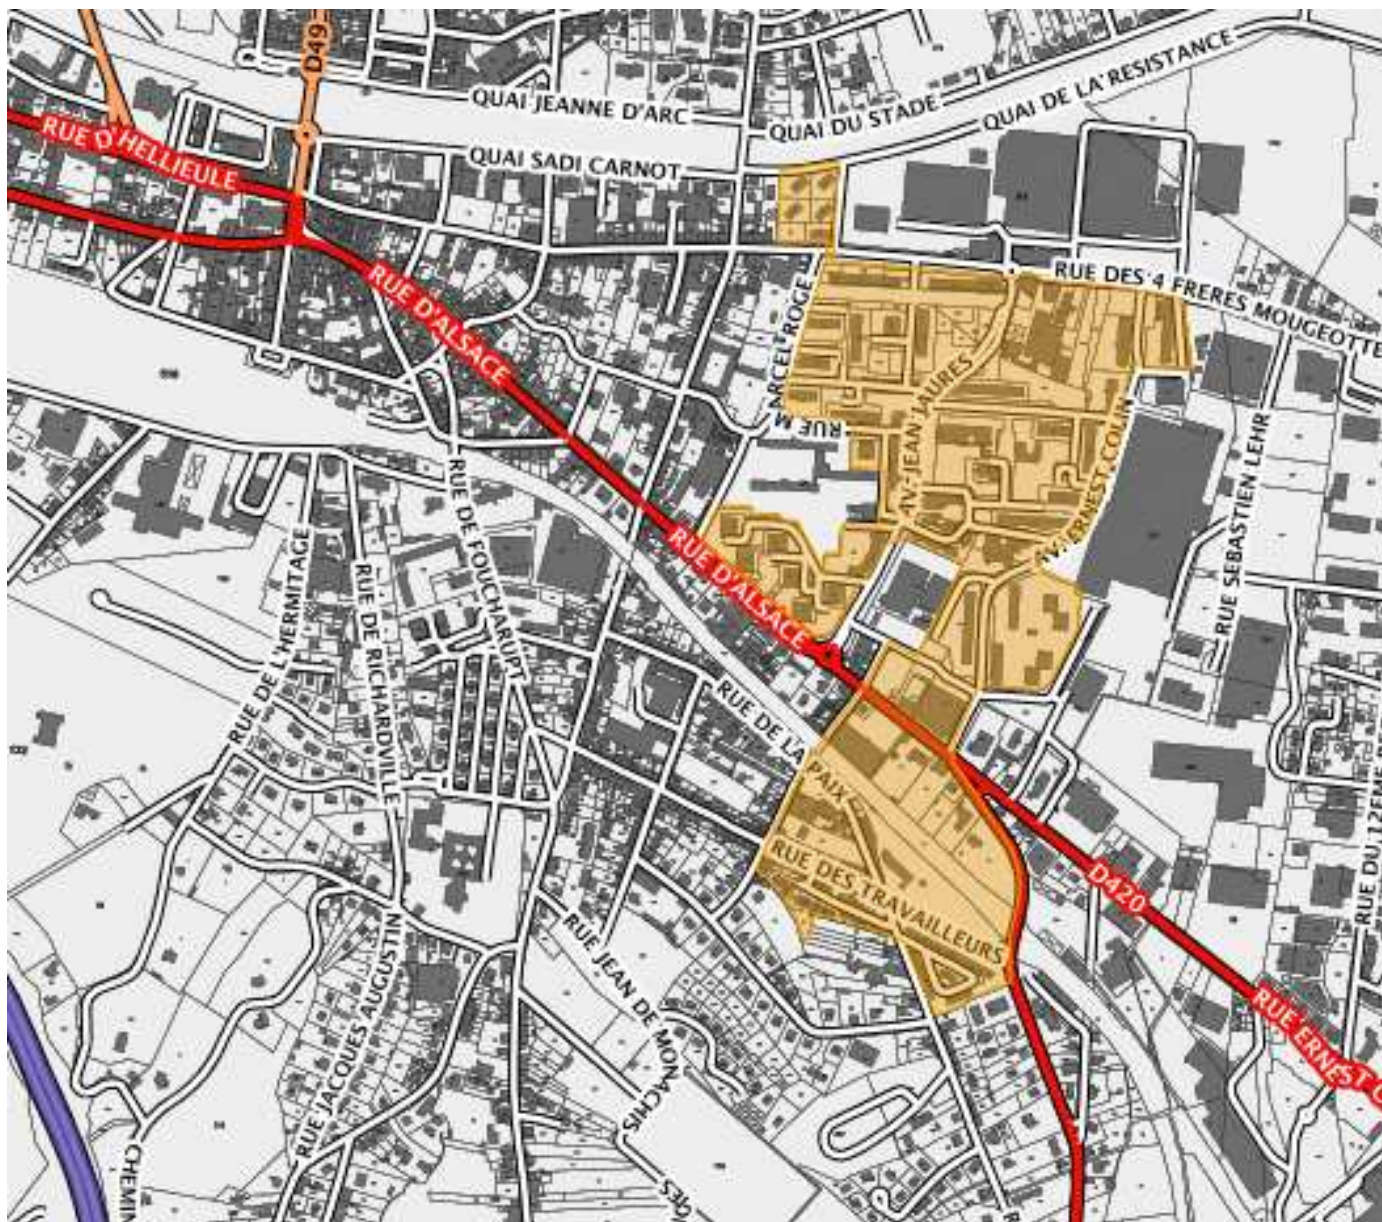 D49
QUAI JEANNE D'ARC
QUAI DU STADE
QUAI DE LA RESISTANCE
RUE D'HELLIEULE
QUAI SADI CARNOT
RUE D'ALSACE
RUE DES 4 FRERES MOUGEOTTE
RUE MARCEL ROGE
AV. JEAN JAURES
AV. ERNEST COLIN
RUE SEBASTIEN LEHR
RUE DE FOUCHARUPT
RUE DE L'HERMITAGE
RUE DE RICHARDVILLE
RUE D'ALSACE
RUE DE LA PAIX
RUE DES TRAVAILLEURS
D420
RUE DU 12EME
RUE JEAN DE MONACHIS
RUE JACQUES AUGUSTIN
RUE ERNEST C
CHEMIN